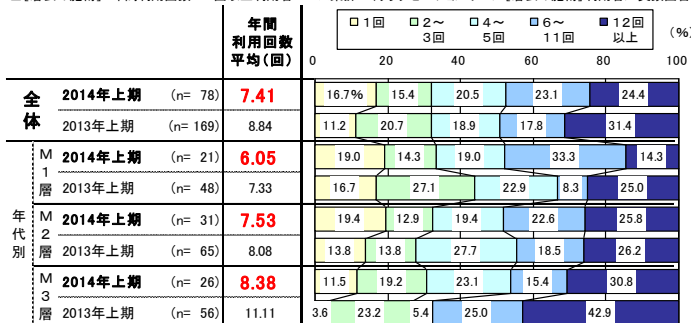 年間
利用回数
平均(回)
1回 2～3回 4～5回 6～11回 12回以上 (%)
0 20 40 60 80 100
全体 2014年上期 (n= 78) 7.41 16.7% 15.4 20.5 23.1 24.4
2013年上期 (n= 169) 8.84 11.2 20.7 18.9 17.8 31.4
年代別
M1層 2014年上期 (n= 21) 6.05 19.0 14.3 19.0 33.3 14.3
2013年上期 (n= 48) 7.33 16.7 27.1 22.9 8.3 25.0
M2層 2014年上期 (n= 31) 7.53 19.4 12.9 19.4 22.6 25.8
2013年上期 (n= 65) 8.08 13.8 13.8 27.7 18.5 26.2
M3層 2014年上期 (n= 26) 8.38 11.5 19.2 23.1 15.4 30.8
2013年上期 (n= 56) 11.11 3.6 23.2 5.4 25.0 42.9